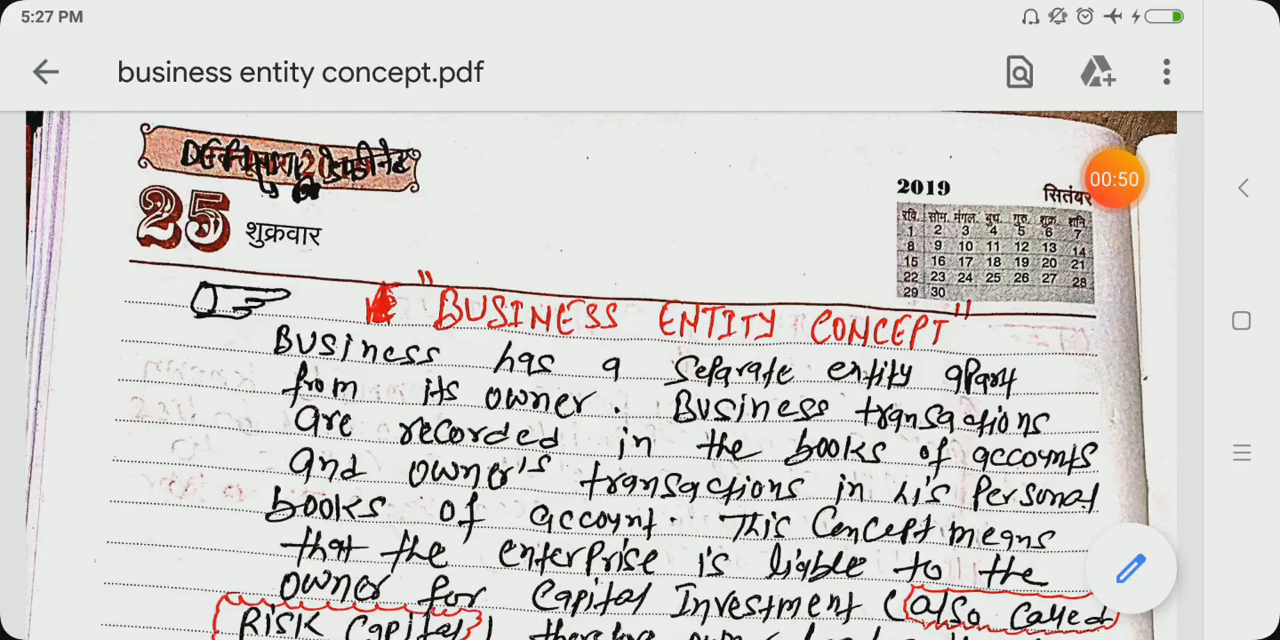 5:27 PM
business entity concept.pdf
25 शुक्रवार
2019 सितंबर
00:50
रवि. सोम. मंगल. बुध. गुरु. शुक्र. शनि
1 2 3 4 5 6 7
8 9 10 11 12 13 14
15 16 17 18 19 20 21
22 23 24 25 26 27 28
29 30
"BUSINESS ENTITY CONCEPT"
Business has a separate entity apart
from its owner. Business transactions
are recorded in the books of accounts
and owner's transactions in his personal
books of account. This concept means
that the enterprise is liable to the
owner for capital Investment (also called
RISK capital)